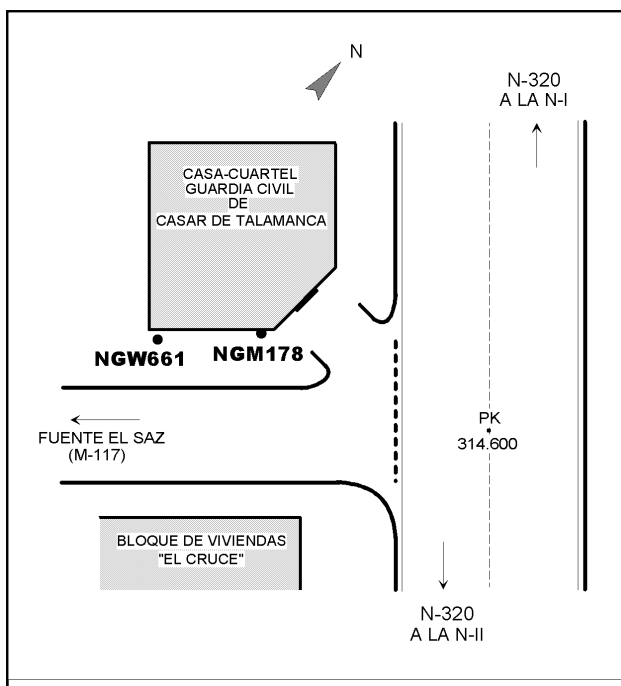 N
N-320
A LA N-I
CASA-CUARTEL
GUARDIA CIVIL
DE
CASAR DE TALAMANCA
NGW661
NGM178
FUENTE EL SAZ
(M-117)
PK
314.600
BLOQUE DE VIVIENDAS
"EL CRUCE"
N-320
A LA N-II